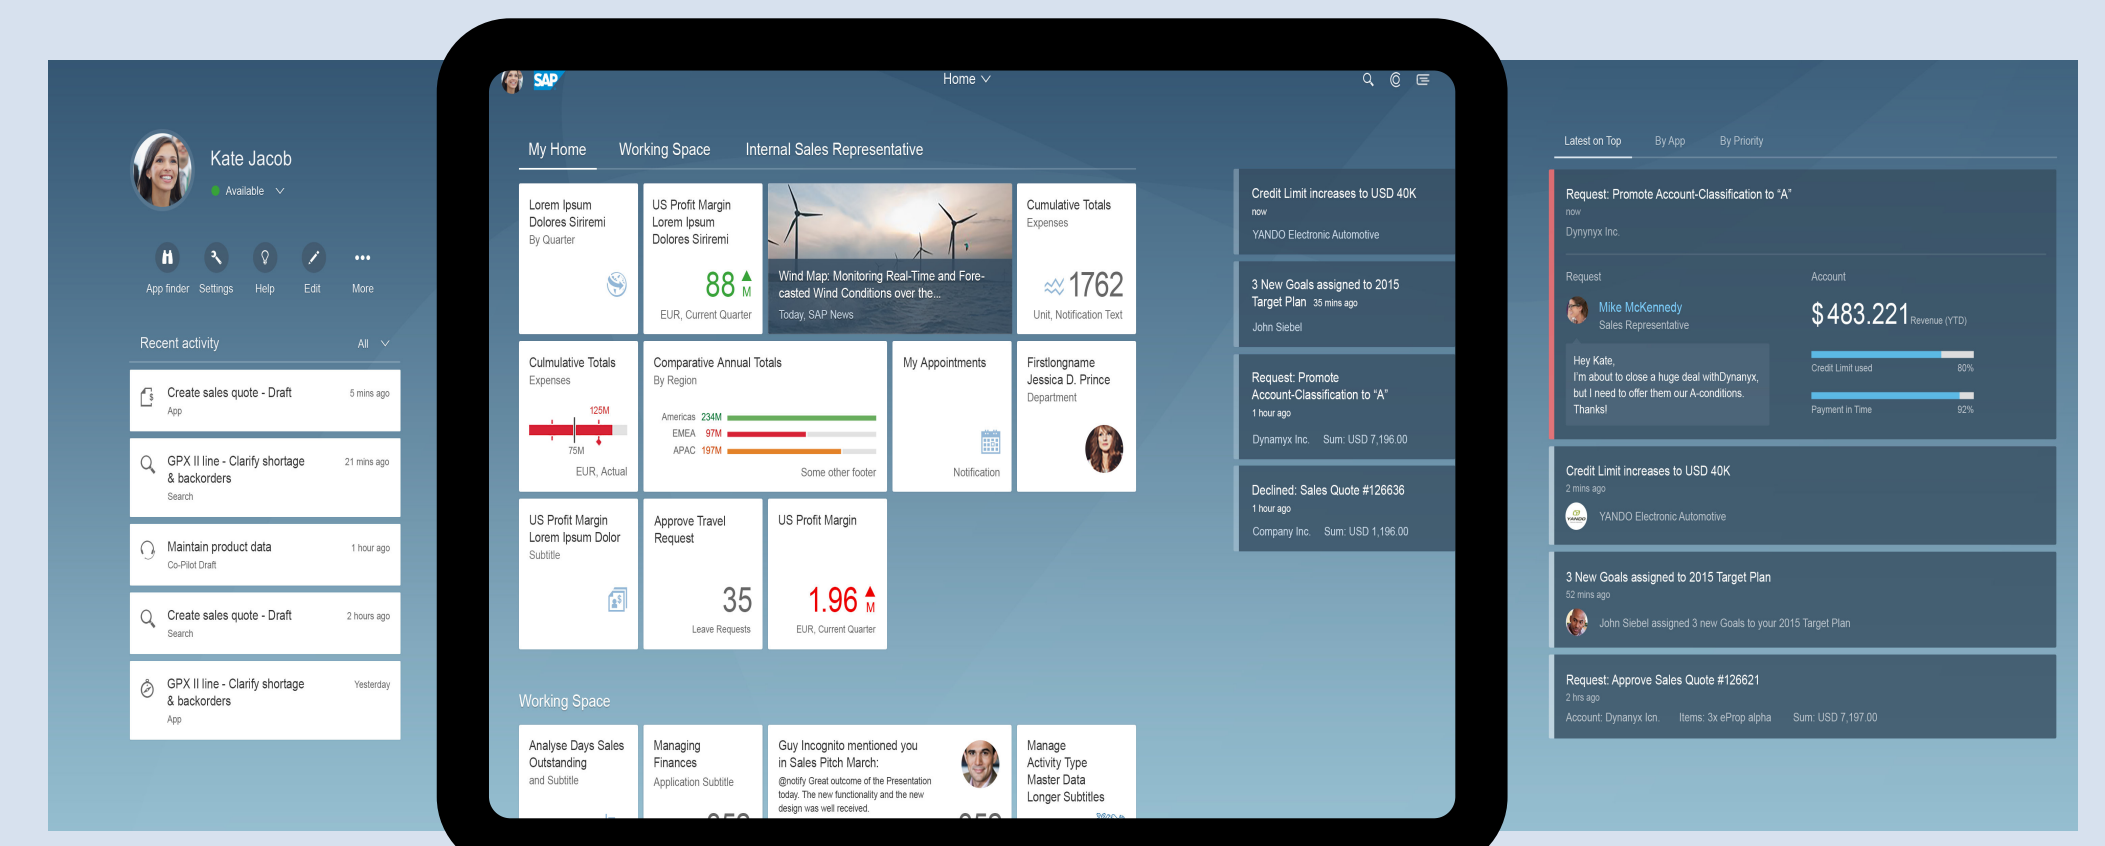 Kate Jacob
Available
App finder
Settings
Help
Edit
More
Recent activity
All
Create sales quote - Draft
5 mins ago
App
GPX II line - Clarify shortage
& backorders
21 mins ago
Search
Maintain product data
1 hour ago
Co-Pilot Draft
Create sales quote - Draft
2 hours ago
Search
GPX II line - Clarify shortage
& backorders
Yesterday
App
SAP
Home
My Home
Working Space
Internal Sales Representative
Lorem Ipsum
Dolores Siriremi
By Quarter
US Profit Margin
Lorem Ipsum
Dolores Siriremi
88
M
EUR, Current Quarter
Wind Map: Monitoring Real-Time and Fore-
casted Wind Conditions over the...
Today, SAP News
Cumulative Totals
Expenses
1762
Unit, Notification Text
Culmulative Totals
Expenses
125M
75M
EUR, Actual
Comparative Annual Totals
By Region
Americas 234M
EMEA 97M
APAC 197M
Some other footer
My Appointments
Notification
Firstlongname
Jessica D. Prince
Department
US Profit Margin
Lorem Ipsum Dolor
Subtitle
Approve Travel
Request
35
Leave Requests
US Profit Margin
1.96
M
EUR, Current Quarter
Working Space
Analyse Days Sales
Outstanding
and Subtitle
Managing
Finances
Application Subtitle
Guy Incognito mentioned you
in Sales Pitch March:
@notify Great outcome of the Presentation
today. The new functionality and the new
design was well received.
Manage
Activity Type
Master Data
Longer Subtitles
Credit Limit increases to USD 40K
now
YANDO Electronic Automotive
3 New Goals assigned to 2015
Target Plan 35 mins ago
John Siebel
Request: Promote
Account-Classification to “A”
1 hour ago
Dynamyx Inc. Sum: USD 7,196.00
Declined: Sales Quote #126636
1 hour ago
Company Inc. Sum: USD 1,196.00
Latest on Top
By App
By Priority
Request: Promote Account-Classification to “A”
now
Dynynyx Inc.
Request
Mike McKennedy
Sales Representative
Hey Kate,
I'm about to close a huge deal withDynanyx,
but I need to offer them our A-conditions.
Thanks!
Account
$483.221 Revenue (YTD)
Credit Limit used 80%
Payment in Time 92%
Credit Limit increases to USD 40K
2 mins ago
YANDO
YANDO Electronic Automotive
3 New Goals assigned to 2015 Target Plan
52 mins ago
John Siebel assigned 3 new Goals to your 2015 Target Plan
Request: Approve Sales Quote #126621
2 hrs ago
Account: Dynanyx Icn. Items: 3x eProp alpha Sum: USD 7,197.00